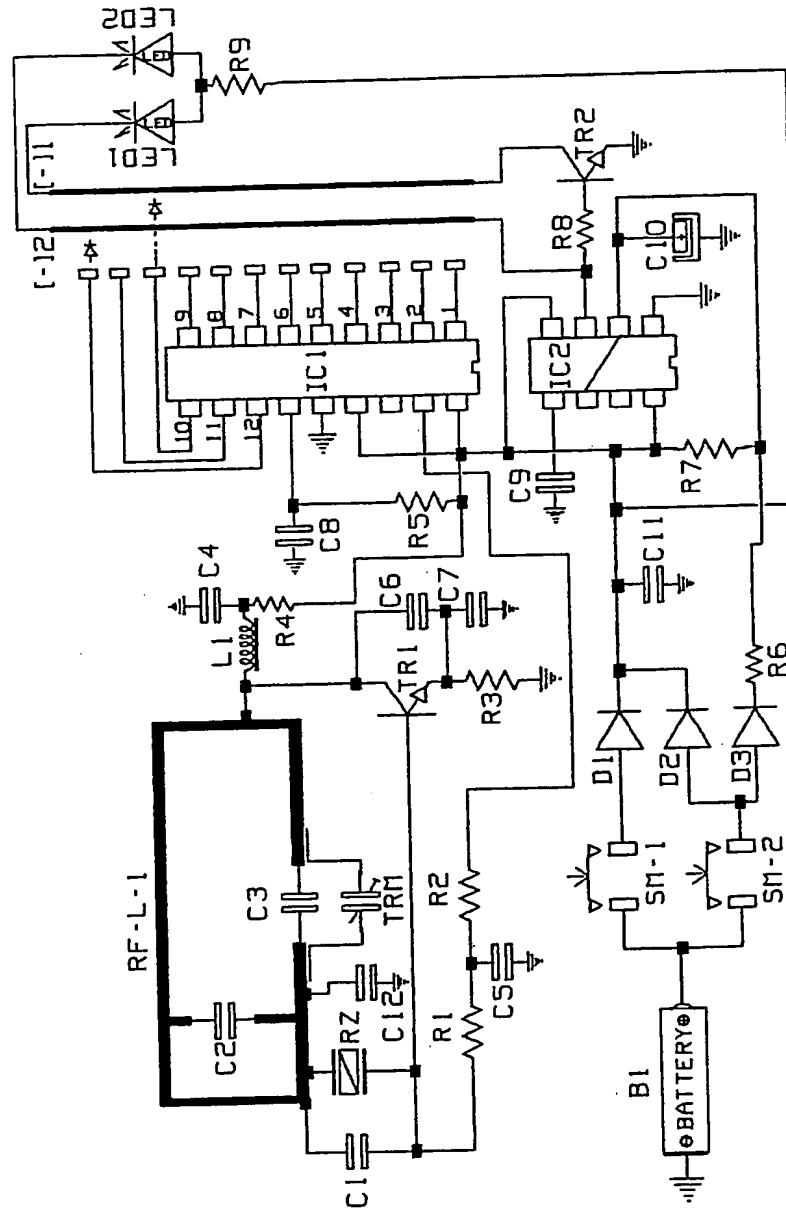 RF-L-1
C2
C3
TRM
C12
RZ
C1
R1
C5
R2
L1
C4
R4
C6
C7
TR1
R3
C8
R5
10
11
12
IC1
9
8
7
6
5
4
3
2
1
[-]2
[-]1
LED1
LED2
R9
TR2
R8
C10
IC2
C9
R7
C11
R6
D1
D2
D3
SM-1
SM-2
B1
⊕BATTERY⊕